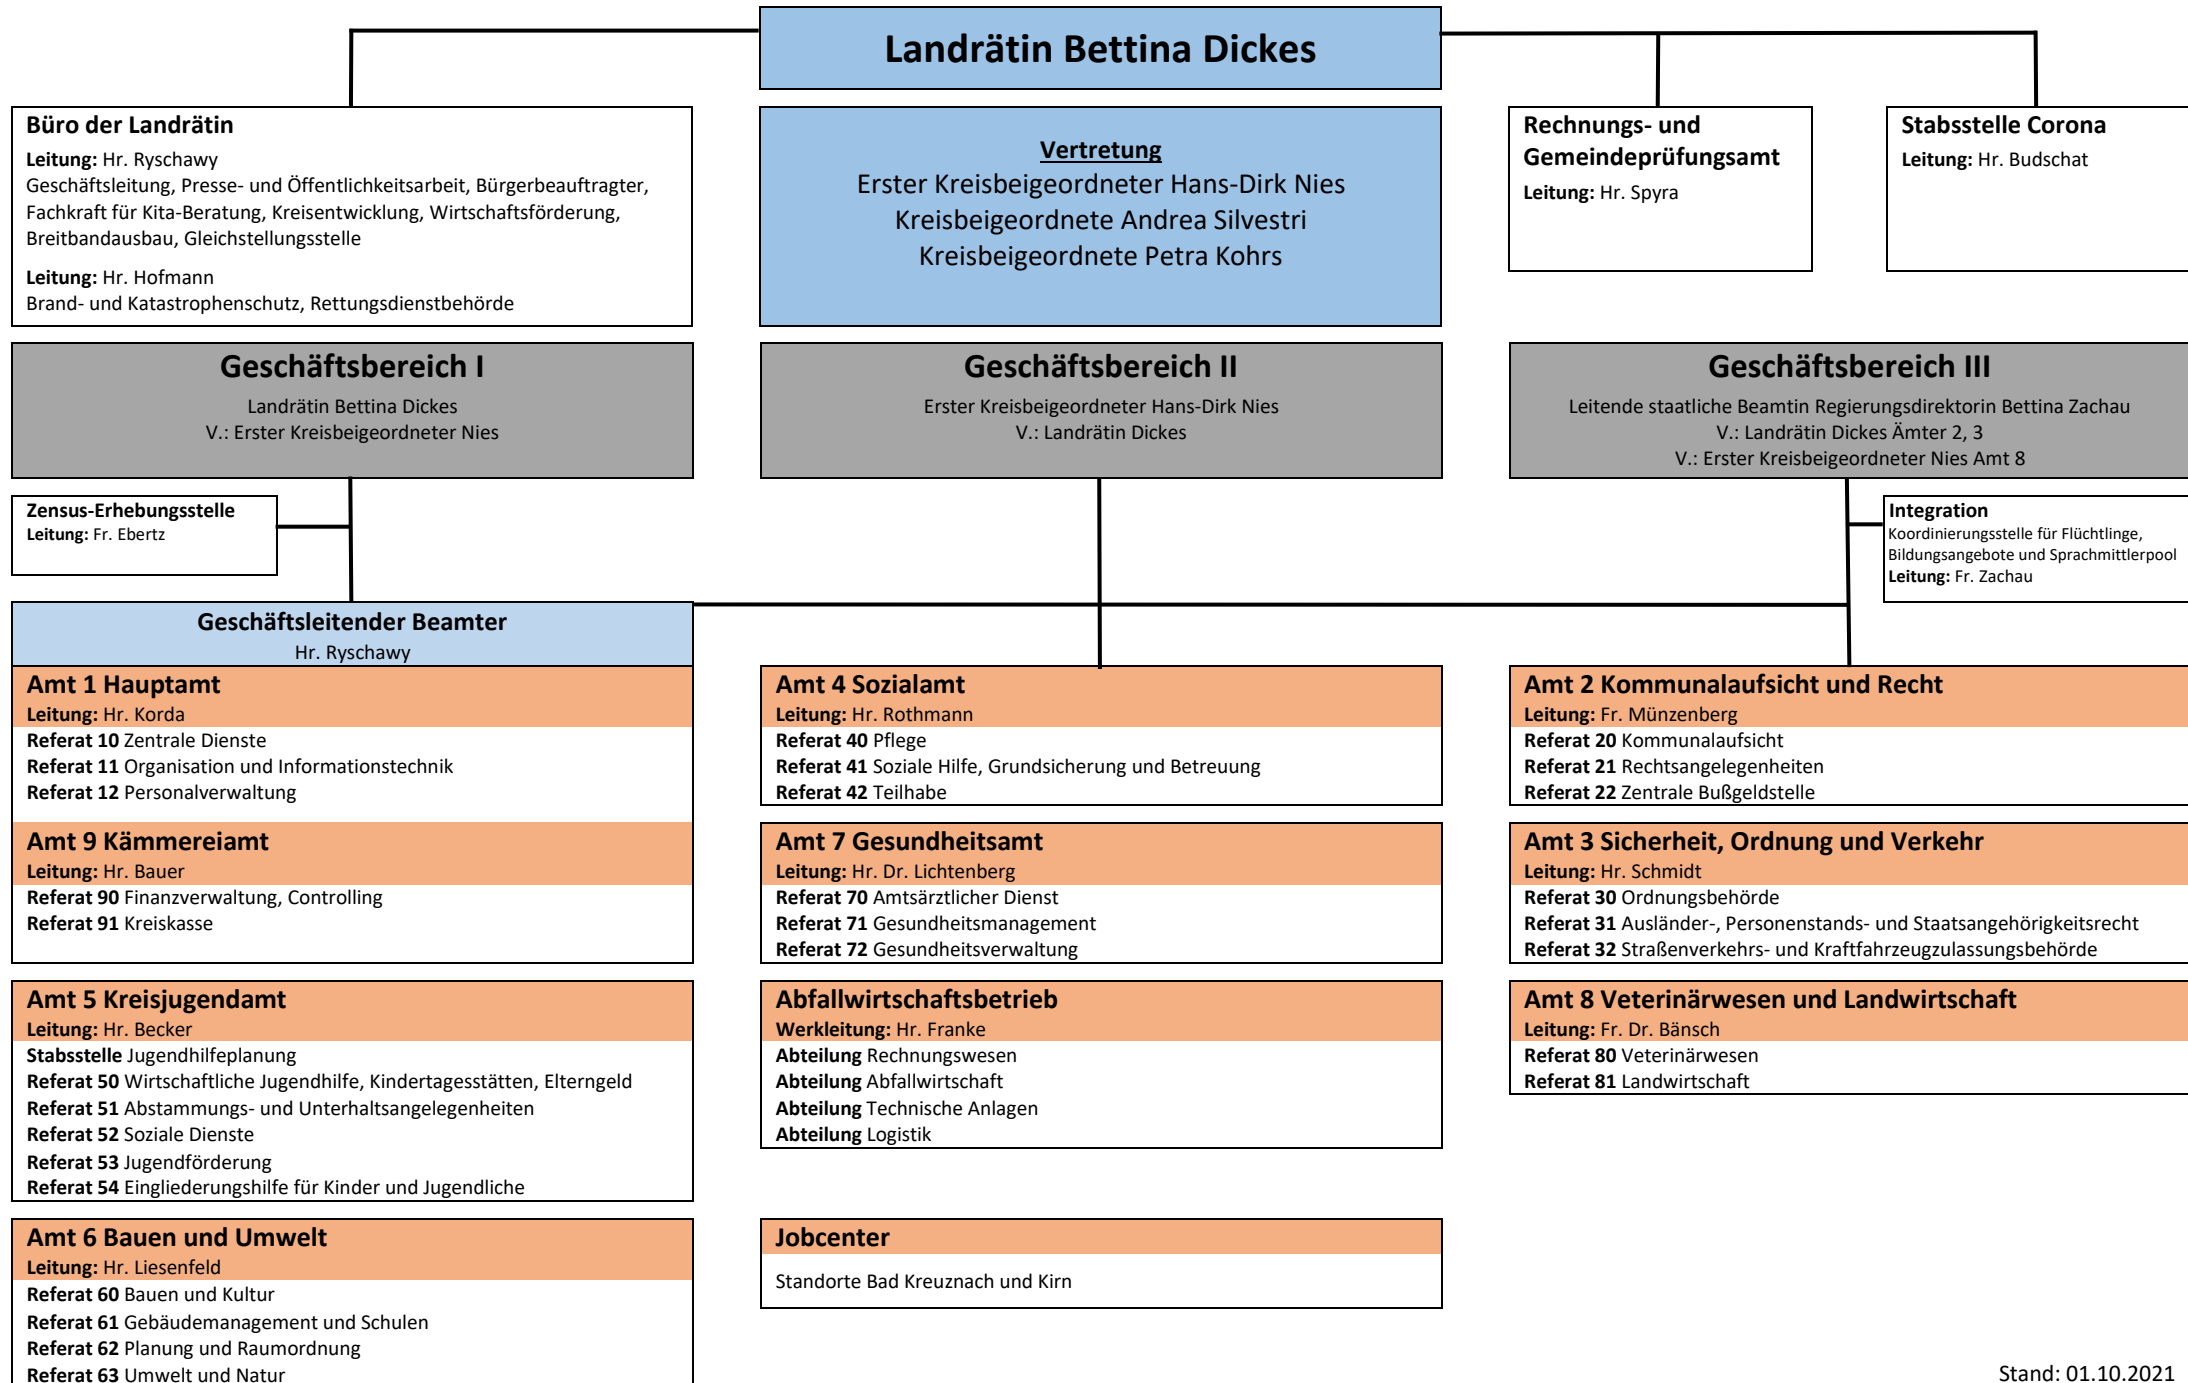 Landrätin Bettina Dickes
Büro der Landrätin
Leitung: Hr. Ryschawy
Geschäftsleitung, Presse- und Öffentlichkeitsarbeit, Bürgerbeauftragter,
Fachkraft für Kita-Beratung, Kreisentwicklung, Wirtschaftsförderung,
Breitbandausbau, Gleichstellungsstelle
Leitung: Hr. Hofmann
Brand- und Katastrophenschutz, Rettungsdienstbehörde
Vertretung
Erster Kreisbeigeordneter Hans-Dirk Nies
Kreisbeigeordnete Andrea Silvestri
Kreisbeigeordnete Petra Kohrs
Rechnungs- und
Gemeindeprüfungsamt
Leitung: Hr. Spyra
Stabsstelle Corona
Leitung: Hr. Budschat
Geschäftsbereich I
Landrätin Bettina Dickes
V.: Erster Kreisbeigeordneter Nies
Geschäftsbereich II
Erster Kreisbeigeordneter Hans-Dirk Nies
V.: Landrätin Dickes
Geschäftsbereich III
Leitende staatliche Beamtin Regierungsdirektorin Bettina Zachau
V.: Landrätin Dickes Ämter 2, 3
V.: Erster Kreisbeigeordneter Nies Amt 8
Zensus-Erhebungsstelle
Leitung: Fr. Ebertz
Integration
Koordinierungsstelle für Flüchtlinge,
Bildungsangebote und Sprachmittlerpool
Leitung: Fr. Zachau
Geschäftsleitender Beamter
Hr. Ryschawy
Amt 1 Hauptamt
Leitung: Hr. Korda
Referat 10 Zentrale Dienste
Referat 11 Organisation und Informationstechnik
Referat 12 Personalverwaltung
Amt 9 Kämmereiamt
Leitung: Hr. Bauer
Referat 90 Finanzverwaltung, Controlling
Referat 91 Kreiskasse
Amt 5 Kreisjugendamt
Leitung: Hr. Becker
Stabsstelle Jugendhilfeplanung
Referat 50 Wirtschaftliche Jugendhilfe, Kindertagesstätten, Elterngeld
Referat 51 Abstammungs- und Unterhaltsangelegenheiten
Referat 52 Soziale Dienste
Referat 53 Jugendförderung
Referat 54 Eingliederungshilfe für Kinder und Jugendliche
Amt 6 Bauen und Umwelt
Leitung: Hr. Liesenfeld
Referat 60 Bauen und Kultur
Referat 61 Gebäudemanagement und Schulen
Referat 62 Planung und Raumordnung
Referat 63 Umwelt und Natur
Amt 4 Sozialamt
Leitung: Hr. Rothmann
Referat 40 Pflege
Referat 41 Soziale Hilfe, Grundsicherung und Betreuung
Referat 42 Teilhabe
Amt 7 Gesundheitsamt
Leitung: Hr. Dr. Lichtenberg
Referat 70 Amtsärztlicher Dienst
Referat 71 Gesundheitsmanagement
Referat 72 Gesundheitsverwaltung
Abfallwirtschaftsbetrieb
Werkleitung: Hr. Franke
Abteilung Rechnungswesen
Abteilung Abfallwirtschaft
Abteilung Technische Anlagen
Abteilung Logistik
Jobcenter
Standorte Bad Kreuznach und Kirn
Amt 2 Kommunalaufsicht und Recht
Leitung: Fr. Münzenberg
Referat 20 Kommunalaufsicht
Referat 21 Rechtsangelegenheiten
Referat 22 Zentrale Bußgeldstelle
Amt 3 Sicherheit, Ordnung und Verkehr
Leitung: Hr. Schmidt
Referat 30 Ordnungsbehörde
Referat 31 Ausländer-, Personenstands- und Staatsangehörigkeitsrecht
Referat 32 Straßenverkehrs- und Kraftfahrzeugzulassungsbehörde
Amt 8 Veterinärwesen und Landwirtschaft
Leitung: Fr. Dr. Bänsch
Referat 80 Veterinärwesen
Referat 81 Landwirtschaft
Stand: 01.10.2021